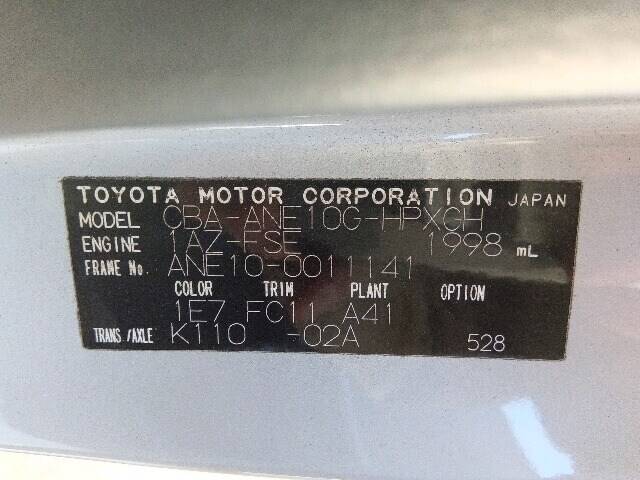 TOYOTA MOTOR CORPORATION JAPAN
MODEL CBA-ANE10G-HPXGH
ENGINE 1AZ-FSE 1998 mL
FRAME No. ANE10-0011141
COLOR TRIM PLANT OPTION
1E7 FC11 A41
TRANS./AXLE K110 -02A 528